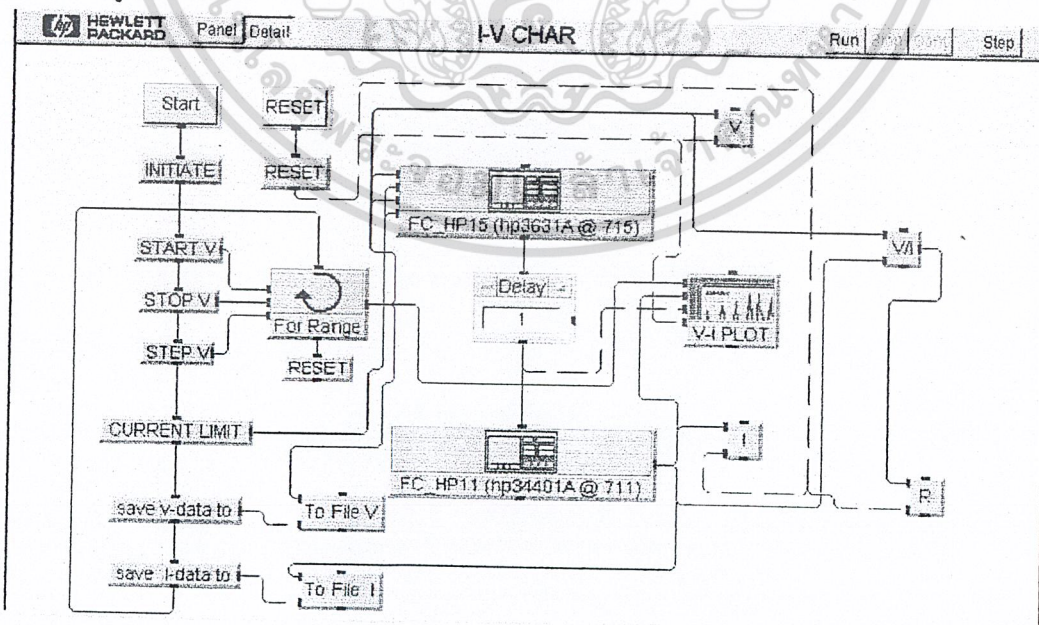 hp HEWLETT PACKARD
Panel Detail
I-V CHAR
Run
Step
Start
RESET
INITIATE
RESET
V
FC_HP15 (hp3631A @ 715)
START V
STOP V
STEP V
For Range
RESET
Delay
1
V-I PLOT
V/I
CURRENT LIMIT
I
FC_HP11 (hp34401A @ 711)
R
save v-data to
To File V
save I-data to
To File I